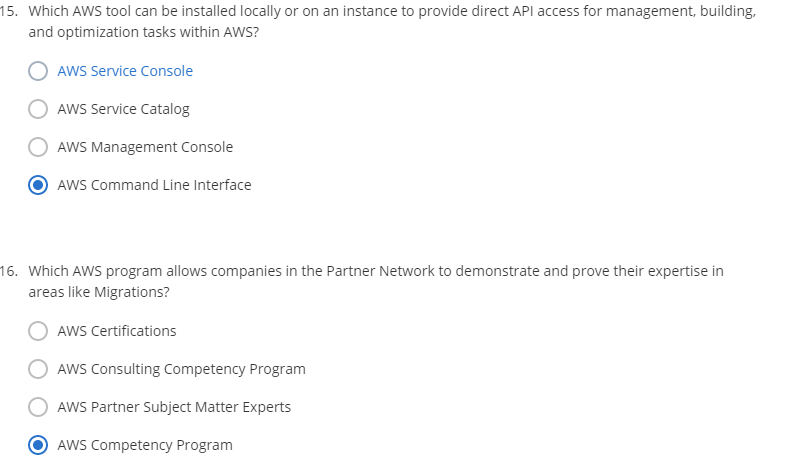 15. Which AWS tool can be installed locally or on an instance to provide direct API access for management, building,
and optimization tasks within AWS?
AWS Service Console
AWS Service Catalog
AWS Management Console
AWS Command Line Interface
16. Which AWS program allows companies in the Partner Network to demonstrate and prove their expertise in
areas like Migrations?
AWS Certifications
AWS Consulting Competency Program
AWS Partner Subject Matter Experts
AWS Competency Program